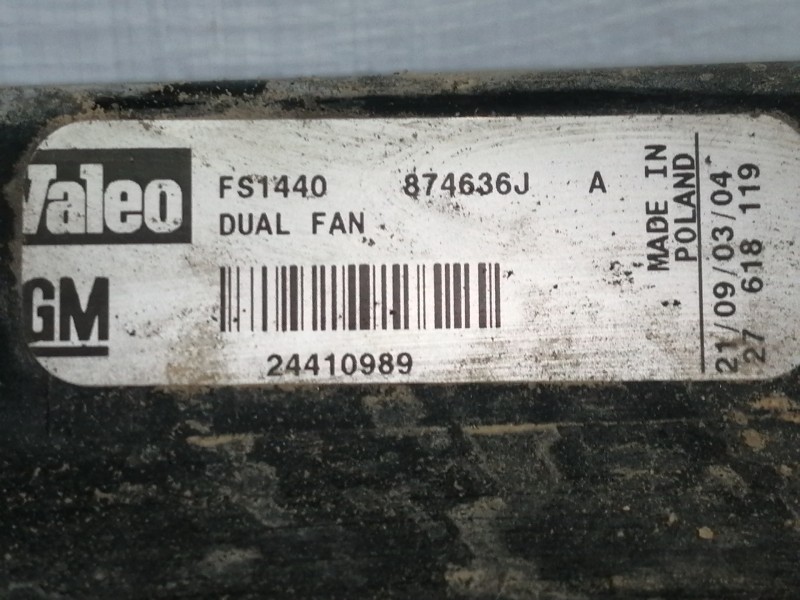 Valeo
FS1440 874636J A
DUAL FAN
GM
24410989
MADE IN
POLAND
21/09/03/04
27 618 119